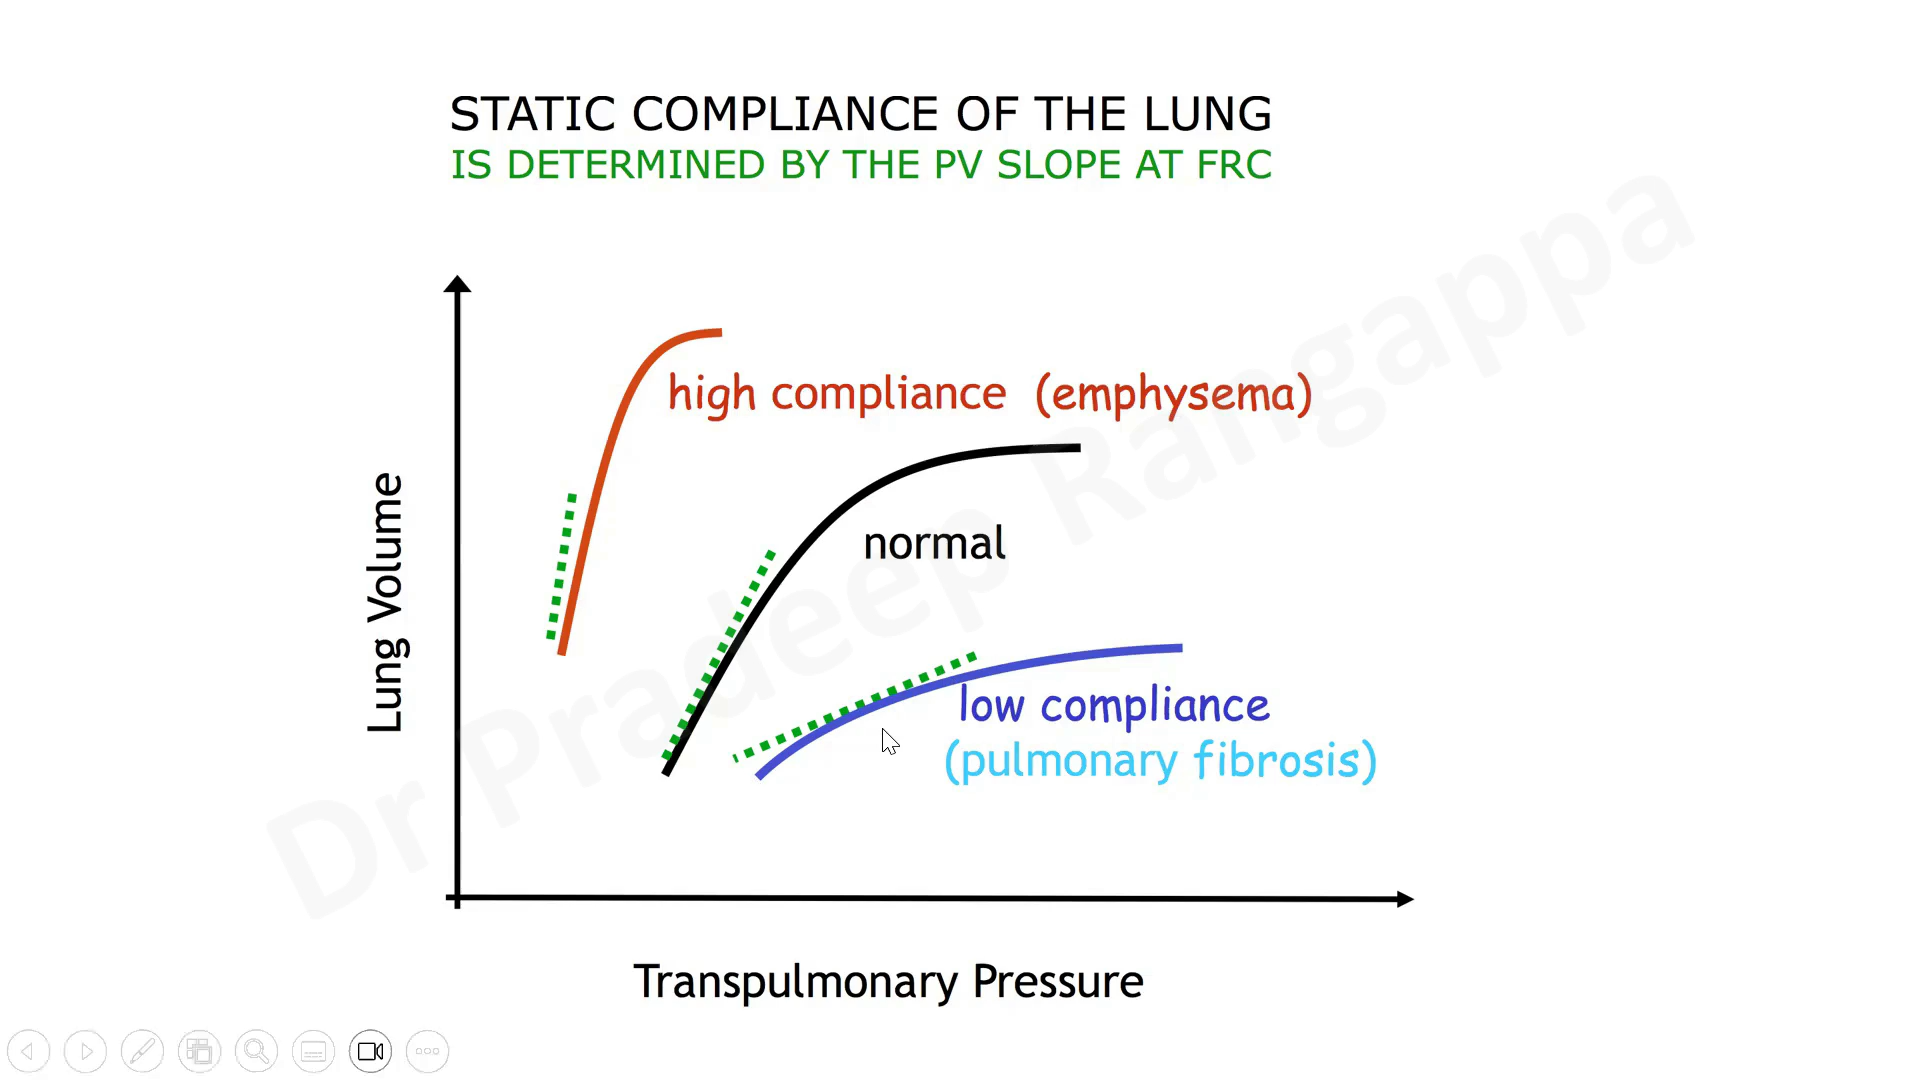 STATIC COMPLIANCE OF THE LUNG
IS DETERMINED BY THE PV SLOPE AT FRC
high compliance (emphysema)
normal
low compliance
(pulmonary fibrosis)
Lung Volume
Transpulmonary Pressure
Dr Pradeep Rangappa